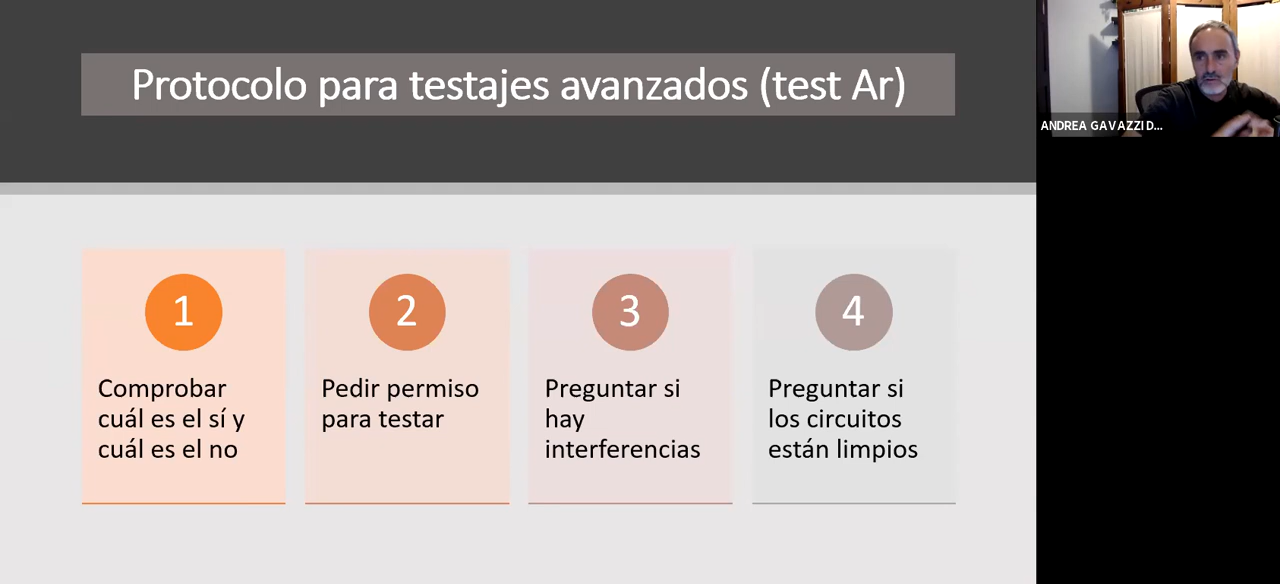 Protocolo para testajes avanzados (test Ar)
ANDREA GAVAZZI D...
1
Comprobar
cuál es el sí y
cuál es el no
2
Pedir permiso
para testar
3
Preguntar si
hay
interferencias
4
Preguntar si
los circuitos
están limpios